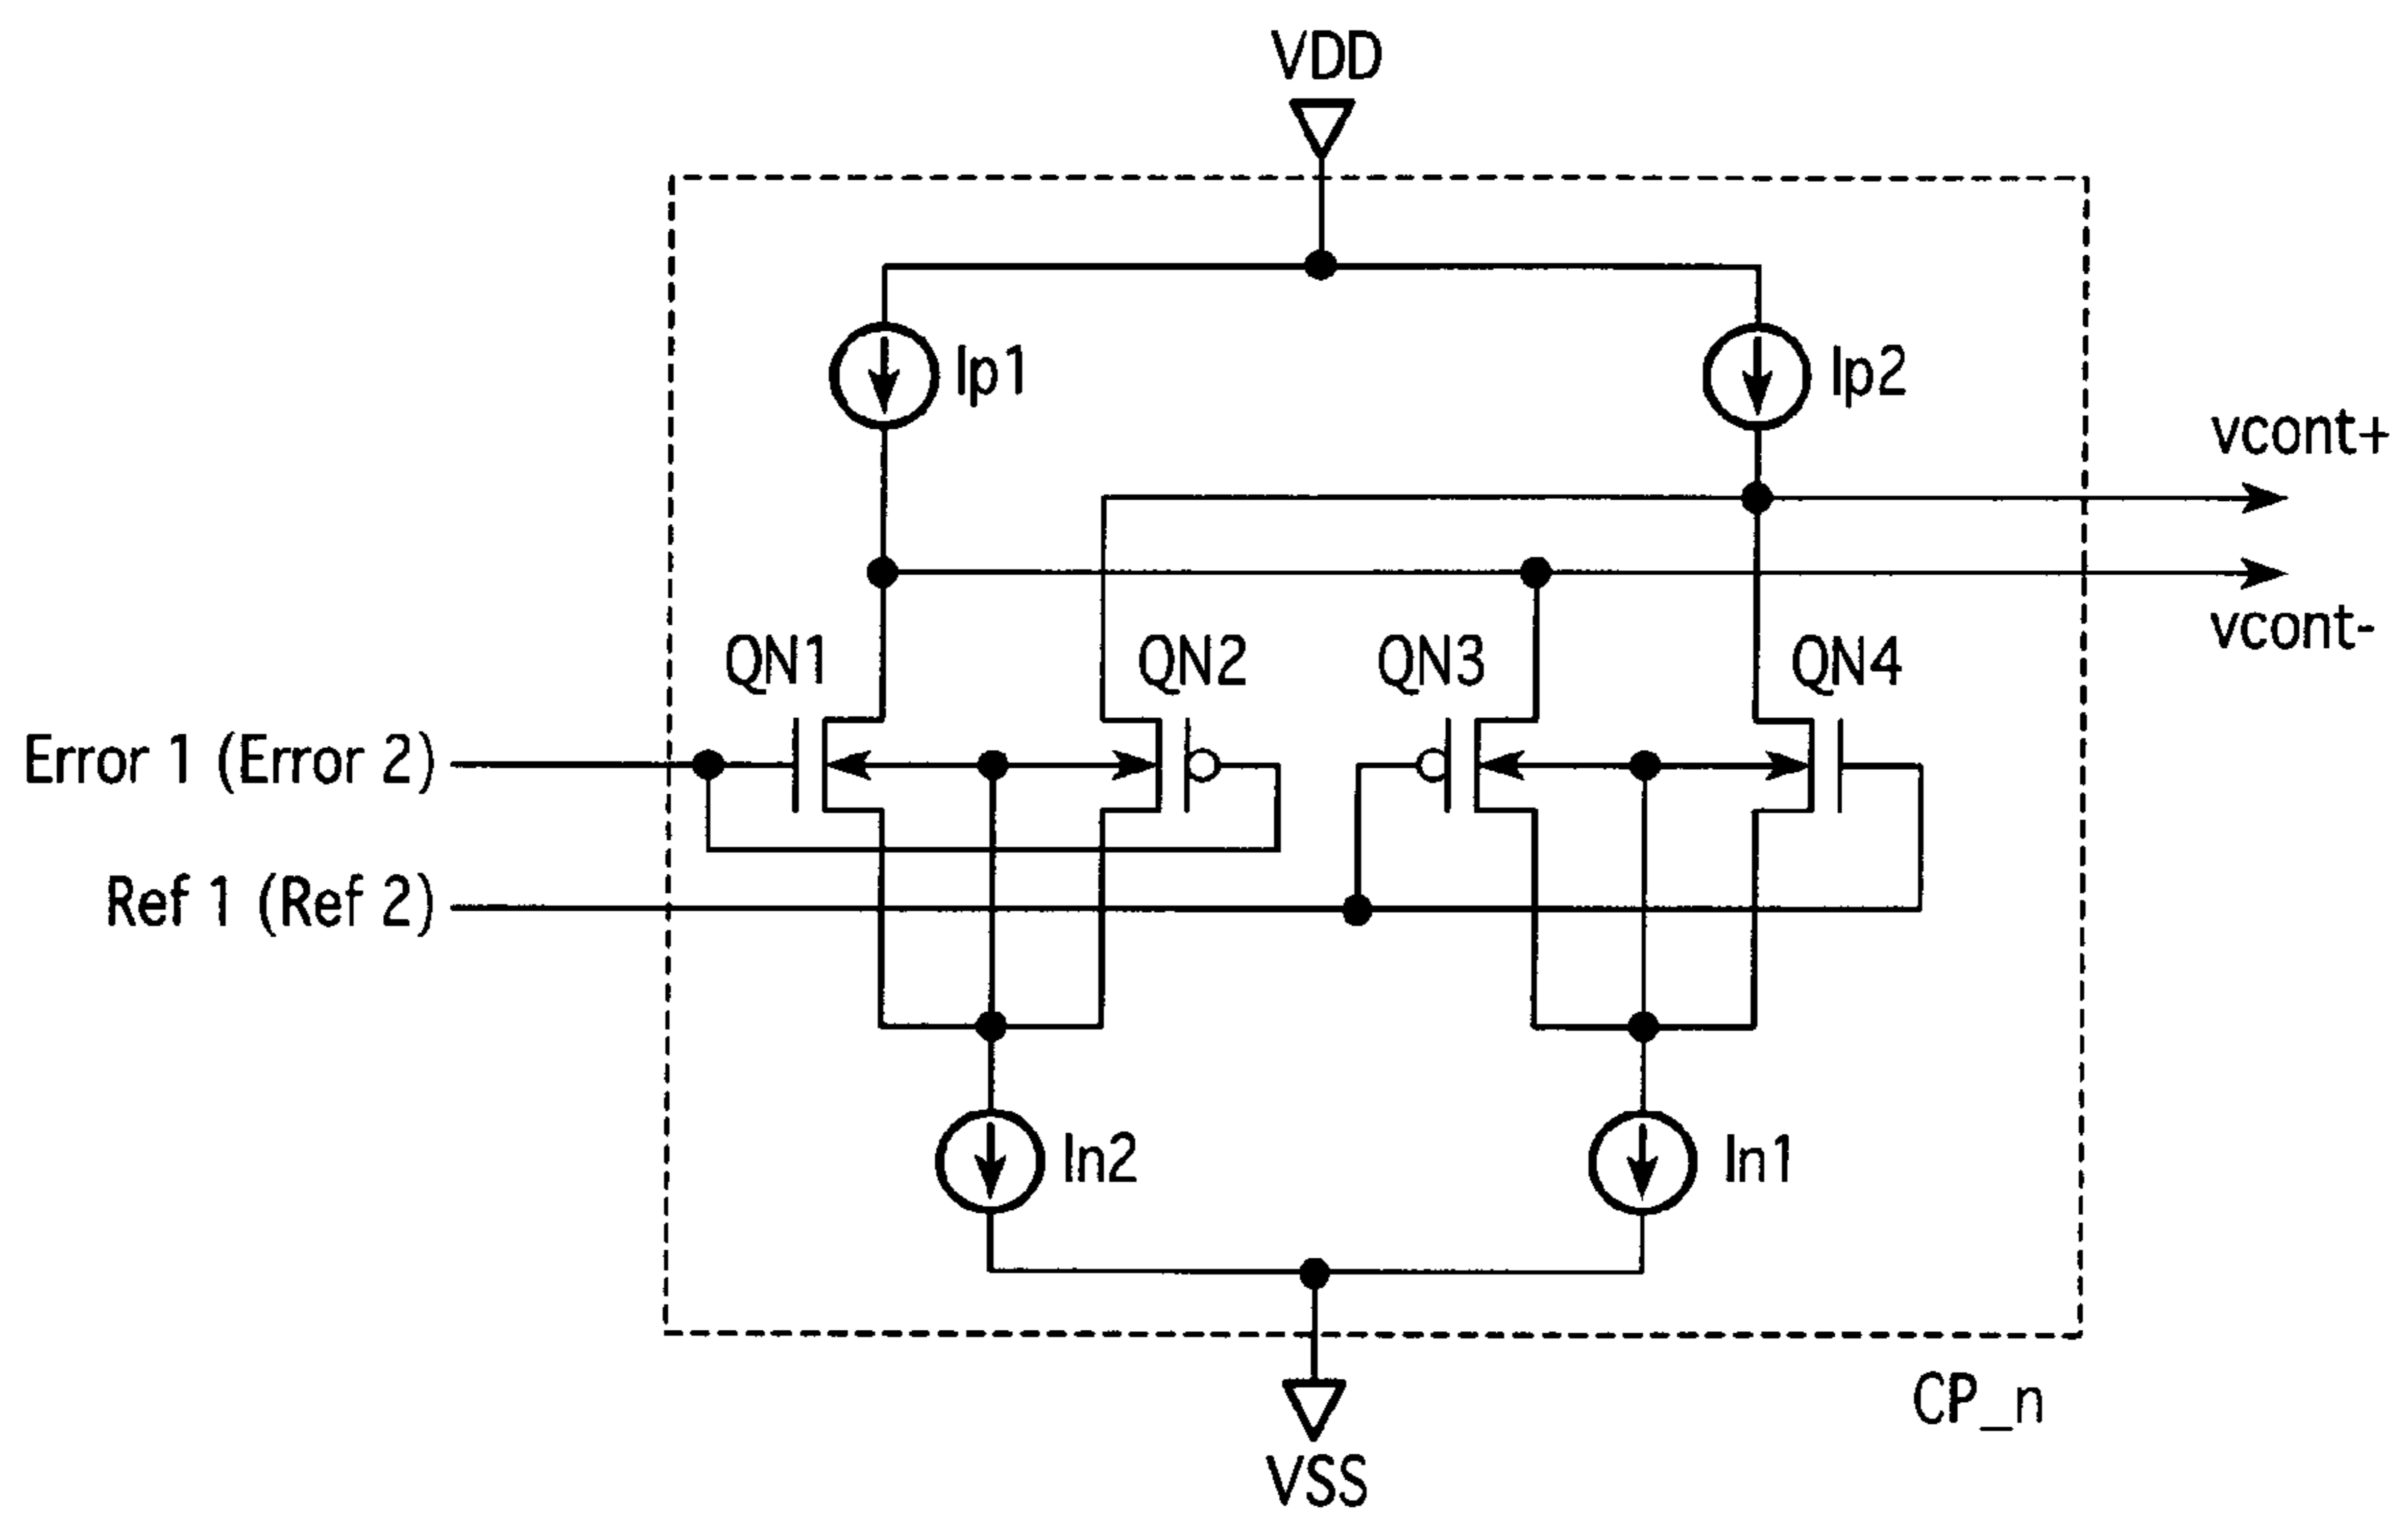 VDD
Ip1
Ip2
vcont+
vcont-
QN1
QN2
QN3
QN4
Error 1 (Error 2)
Ref 1 (Ref 2)
In2
In1
CP_n
VSS